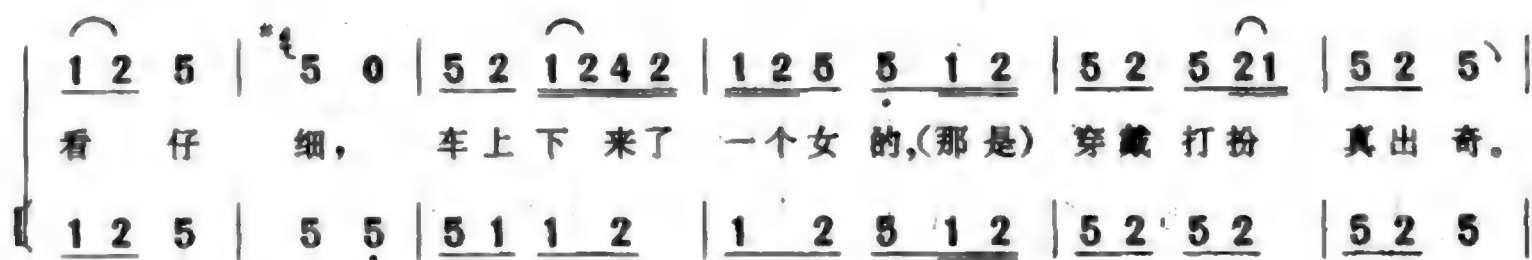 1 2 5 | #4 5 0 | 5 2 1 2 4 2 | 1 2 5 5 1 2 | 5 2 5 2 1 | 5 2 5 |
看 仔 细, 车 上 下 来 了 一 个 女 的,(那 是) 穿 戴 打 扮 真 出 奇。
1 2 5 | 5 5 | 5 1 1 2 | 1 2 5 1 2 | 5 2 5 2 | 5 2 5 |